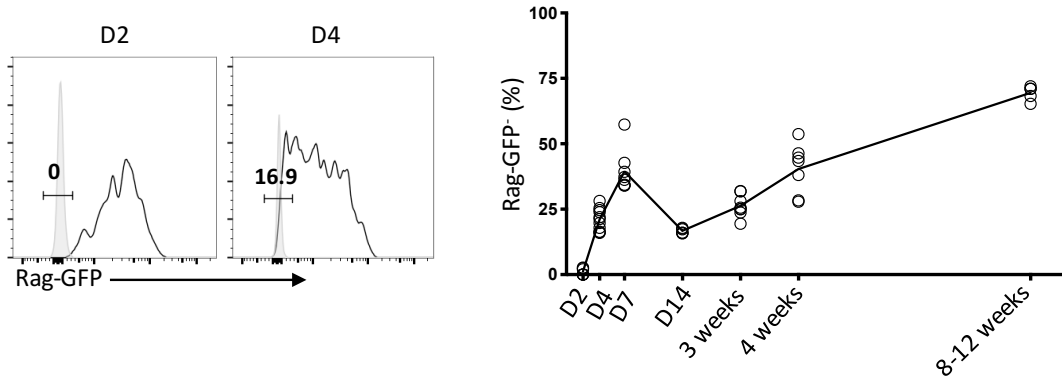 D2
D4
0
16.9
Rag-GFP
Rag-GFP⁻ (%)
100
75
50
25
0
D2
D4
D7
D14
3 weeks
4 weeks
8-12 weeks